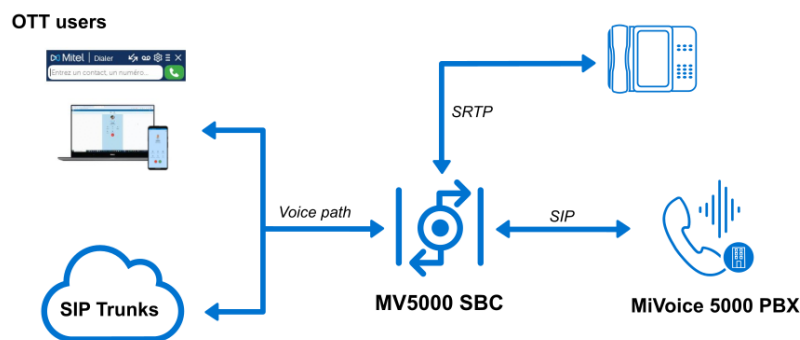 OTT users
Mitel | Dialer
Entrez un contact, un numéro...
SRTP
Voice path
SIP
SIP Trunks
MV5000 SBC
MiVoice 5000 PBX